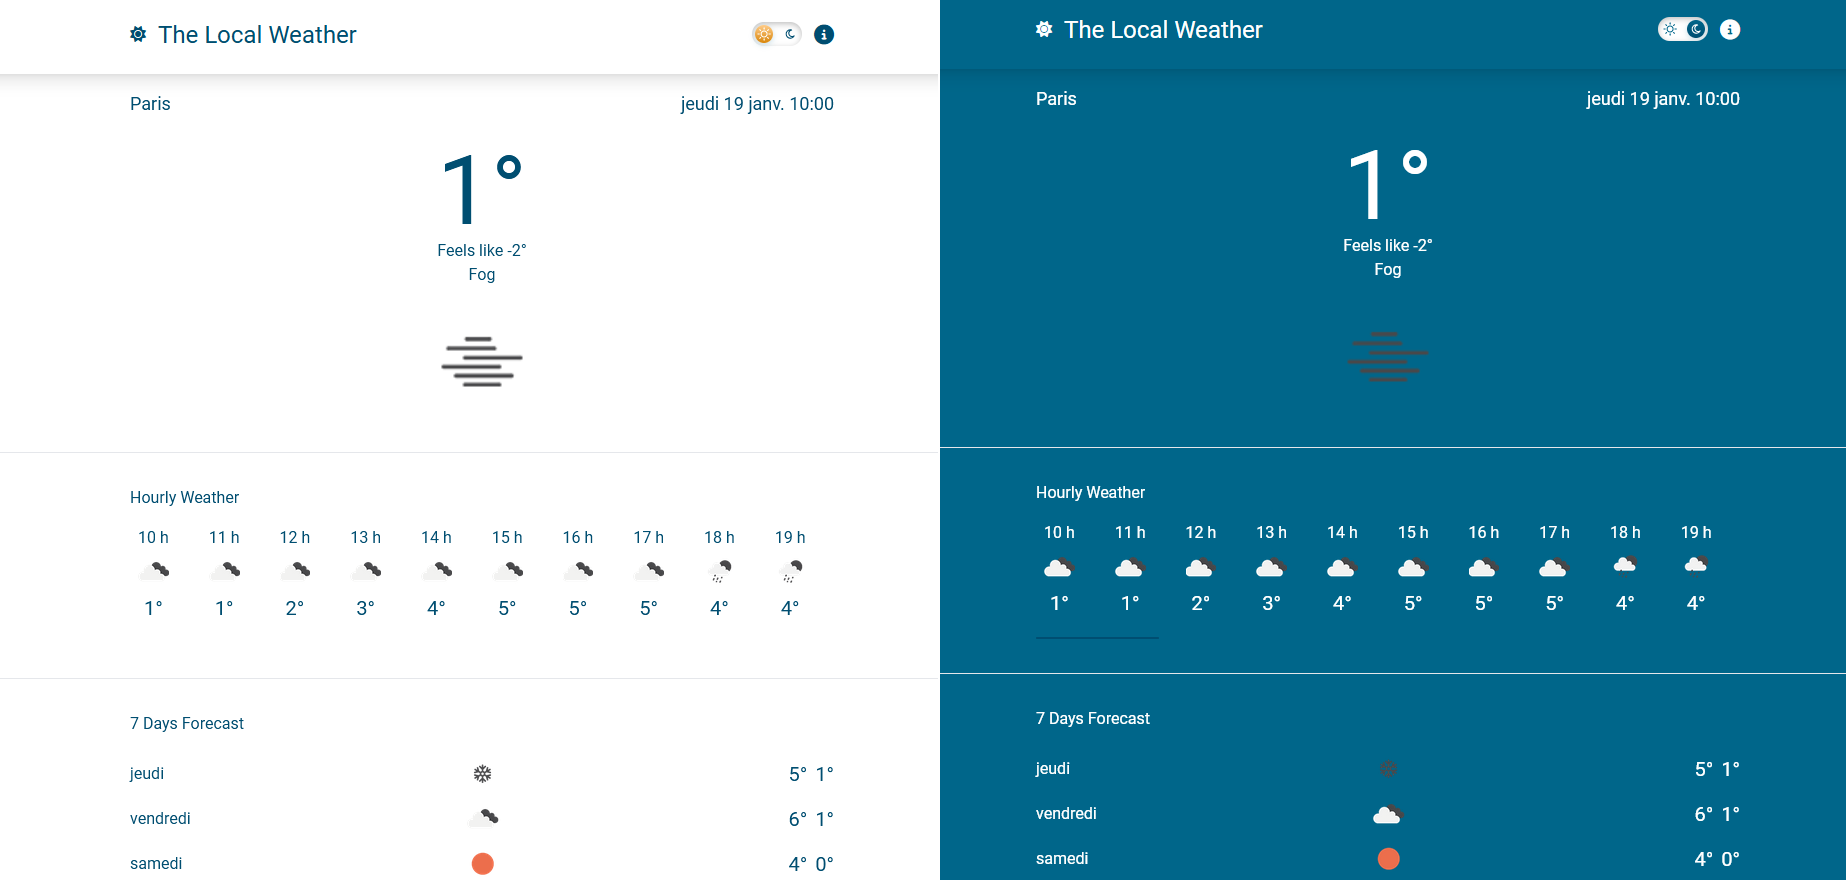 The Local Weather
Paris
jeudi 19 janv. 10:00
1°
Feels like -2°
Fog
Hourly Weather
10 h 11 h 12 h 13 h 14 h 15 h 16 h 17 h 18 h 19 h
1° 1° 2° 3° 4° 5° 5° 5° 4° 4°
7 Days Forecast
jeudi 5° 1°
vendredi 6° 1°
samedi 4° 0°
The Local Weather
Paris
jeudi 19 janv. 10:00
1°
Feels like -2°
Fog
Hourly Weather
10 h 11 h 12 h 13 h 14 h 15 h 16 h 17 h 18 h 19 h
1° 1° 2° 3° 4° 5° 5° 5° 4° 4°
7 Days Forecast
jeudi 5° 1°
vendredi 6° 1°
samedi 4° 0°